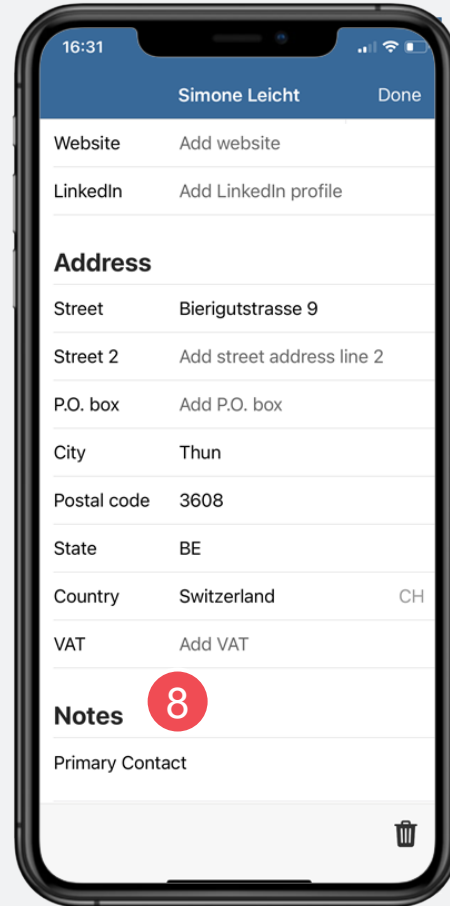 16:31
Simone Leicht Done
Website Add website
LinkedIn Add LinkedIn profile
Address
Street Bierigutstrasse 9
Street 2 Add street address line 2
P.O. box Add P.O. box
City Thun
Postal code 3608
State BE
Country Switzerland CH
VAT Add VAT
Notes 8
Primary Contact